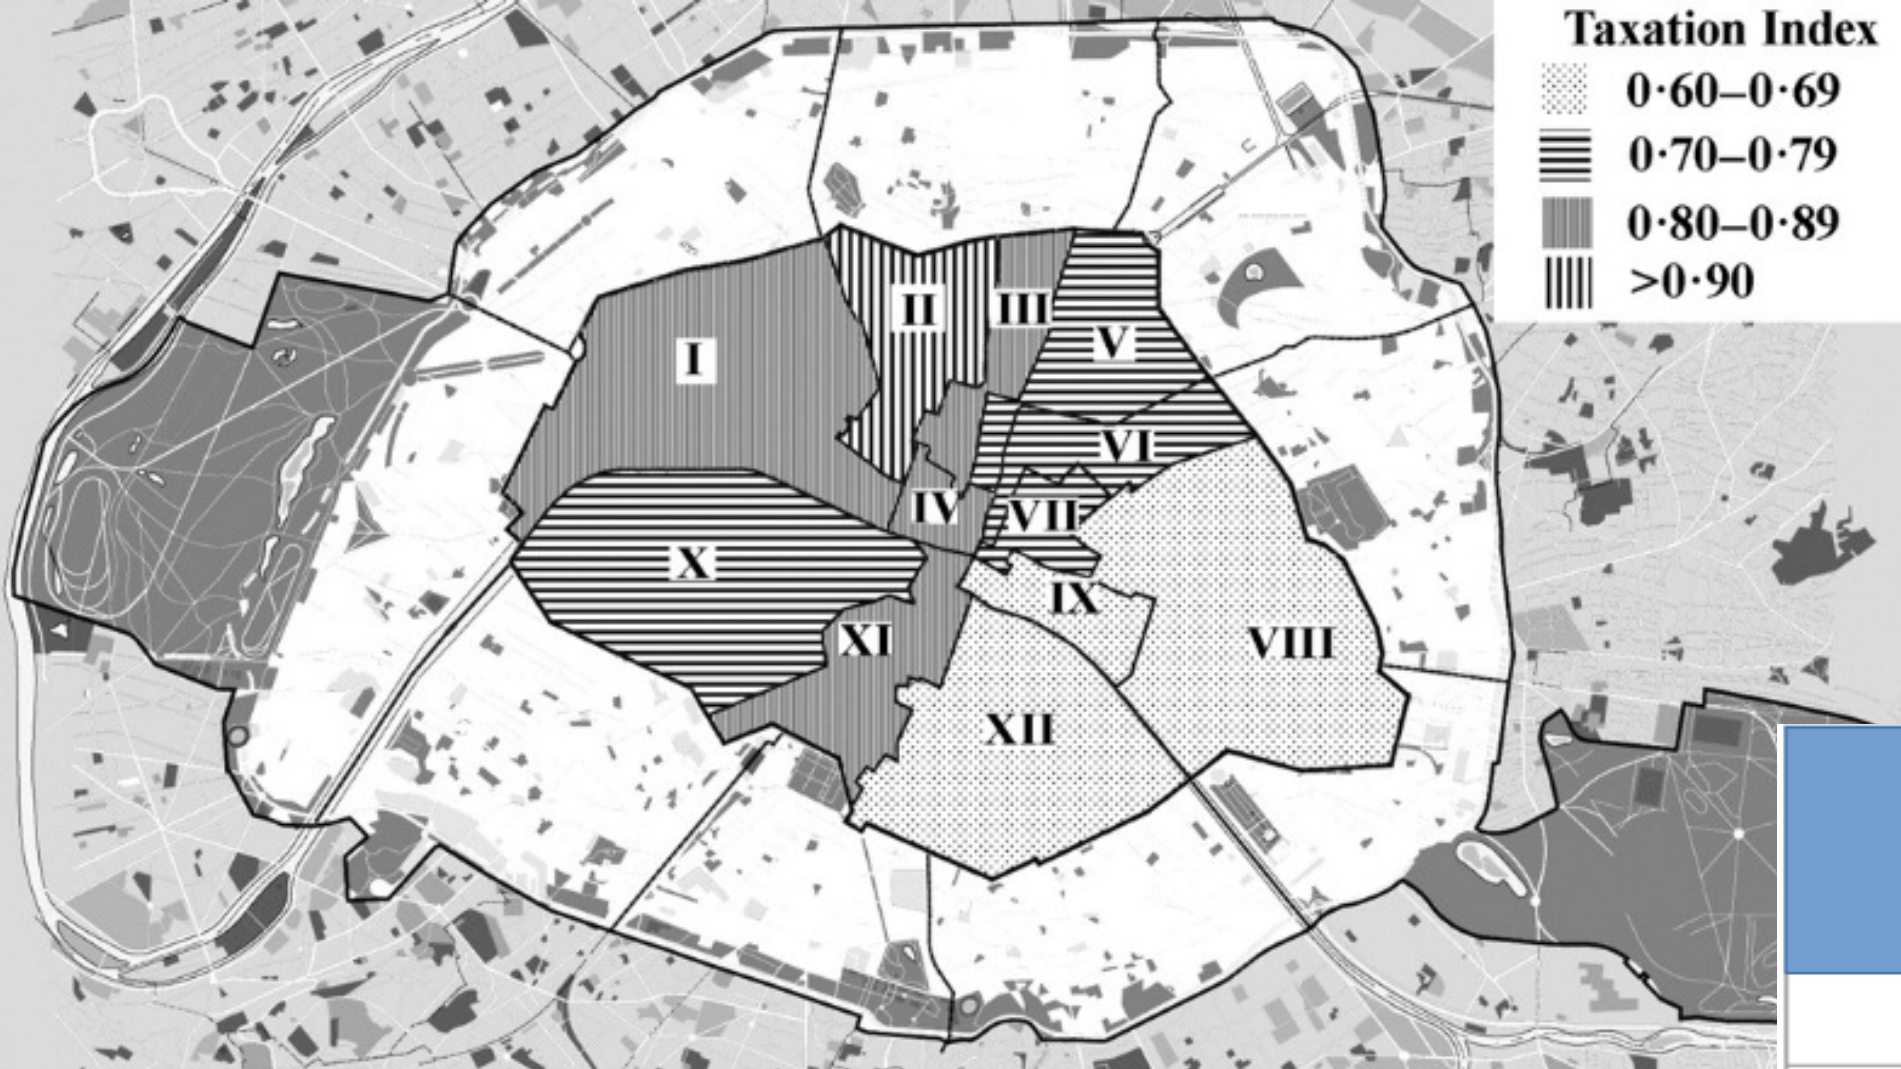 Taxation Index
0·60–0·69
0·70–0·79
0·80–0·89
>0·90
I
II
III
V
VI
IV
VII
X
IX
XI
VIII
XII